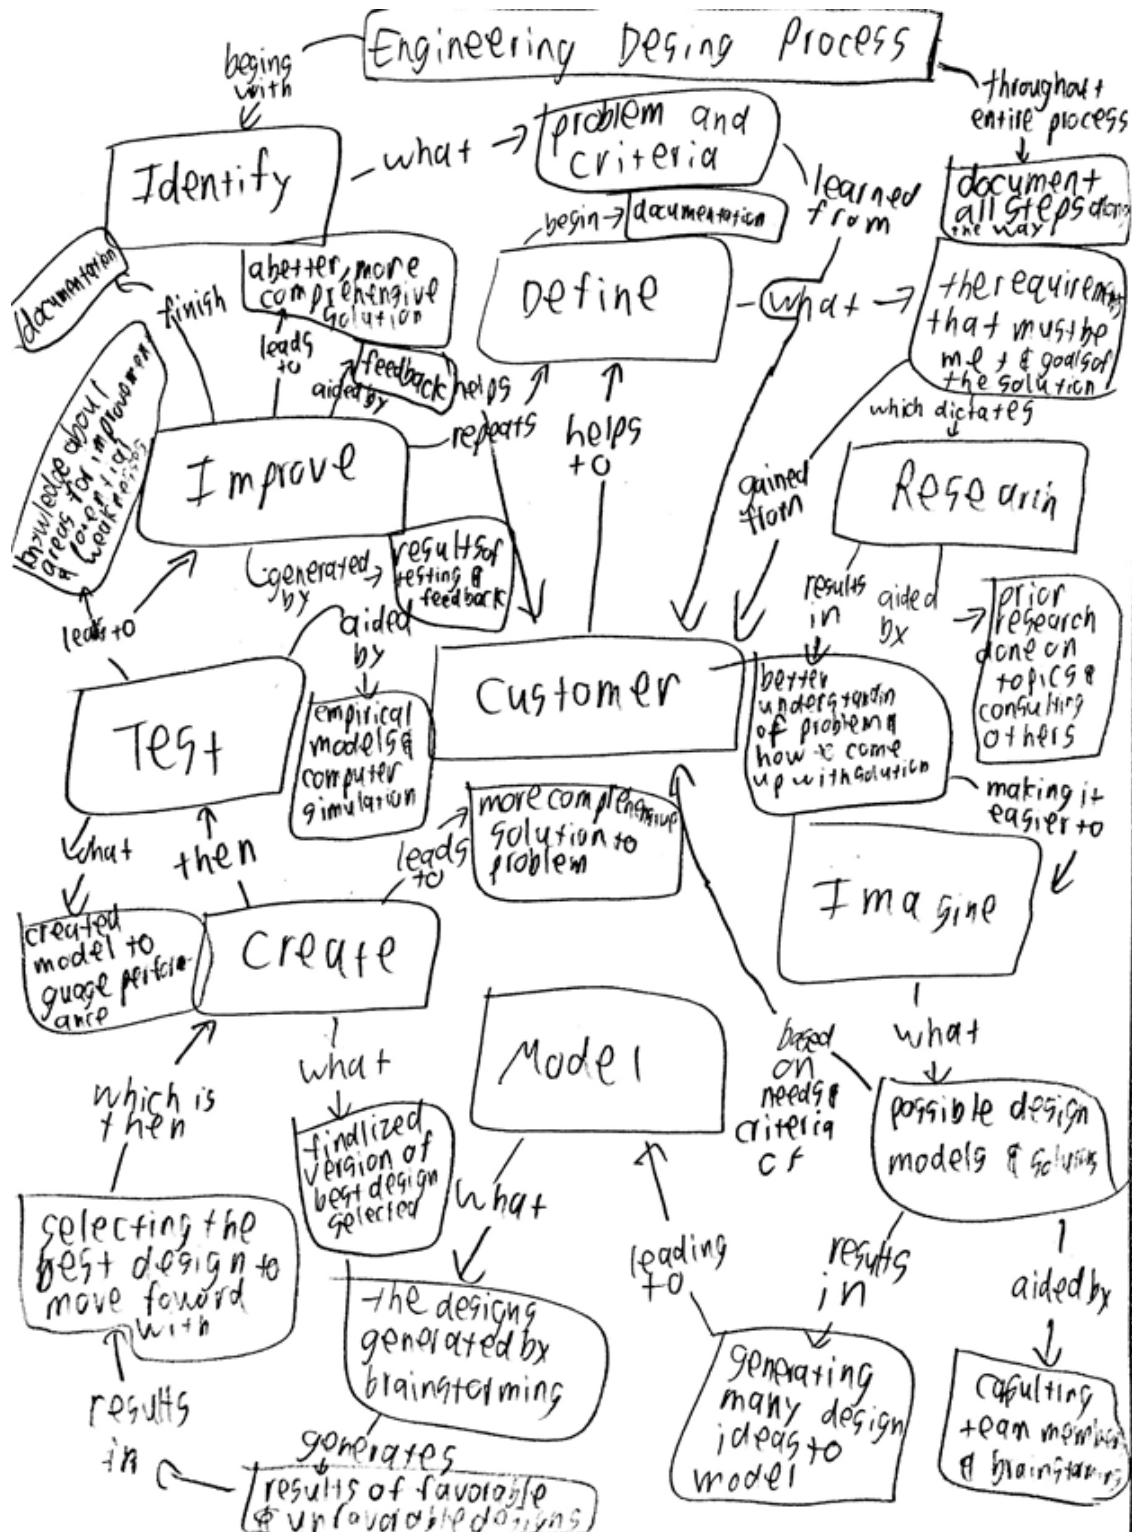 Engineering Desing Process
begins
with
throughout
entire process
Identify
what
problem and
criteria
learned
from
document
all steps along
the way
begin
documentation
Define
what
the requirements
that must be
met & goals of
the solution
documentation
finish
a better, more
comprehensive
solution
leads
to
aided by
feedback
helps
repeats
helps
to
which dictates
Research
gained
from
knowledge about
areas for improvement
& potential
weaknesses
Improve
generated
by
results of
testing &
feedback
leads to
aided
by
results
in
aided
by
prior
research
done on
topics &
consulting
others
Test
empirical
models &
computer
simulation
Customer
better
understandin
of problem &
how to come
up with solution
making it
easier to
what
then
leads
to
more comprehensive
solution to
problem
Imagine
created
model to
guage perform-
ance
Create
Model
what
based
on
needs &
criteria
of
what
possible design
models & solutions
which is
then
finalized
version of
best design
selected
what
leading
to
results
in
aided by
selecting the
best design to
move foward
with
the designs
generated by
brainstorming
generating
many design
ideas to
model
team members
& brainstorming
results
in
generates
results of favorable
& unfavorable designs